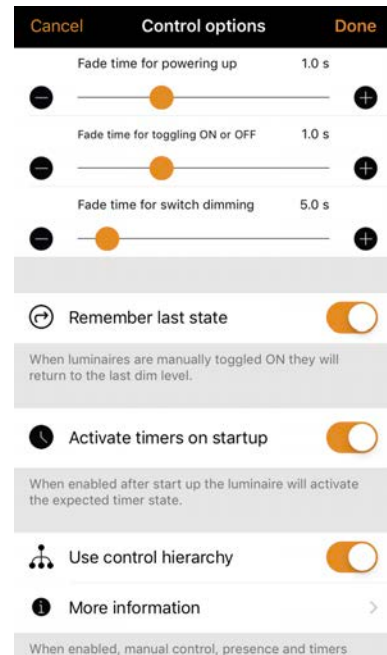 Cancel Control options Done
Fade time for powering up 1.0 s
Fade time for toggling ON or OFF 1.0 s
Fade time for switch dimming 5.0 s
Remember last state
When luminaires are manually toggled ON they will
return to the last dim level.
Activate timers on startup
When enabled after start up the luminaire will activate
the expected timer state.
Use control hierarchy
More information
When enabled, manual control, presence and timers